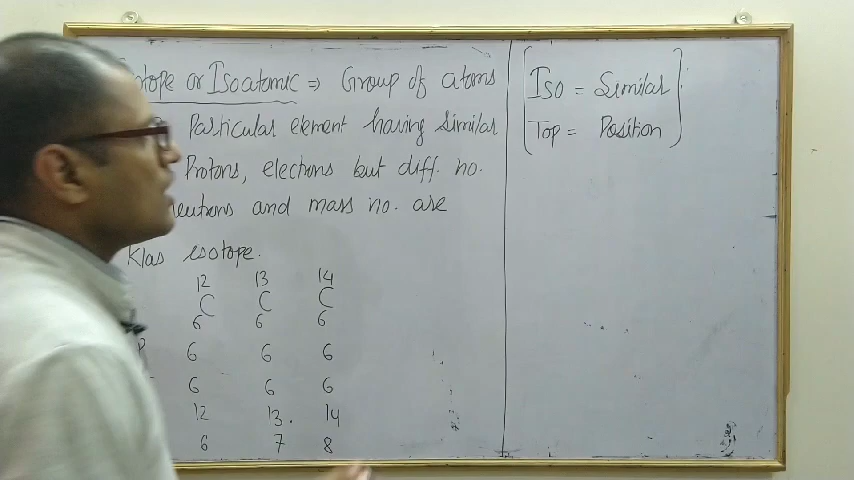 or Isoatomic ⇒ Group of atoms
Particular element having similar
Protons, electrons but diff. no.
and mass no. are
Klas isotope.
12 13 14
C C C
6 6 6
P 6 6 6
6 6 6
12 13. 14
6 7 8
Iso = Similar
Top = Position